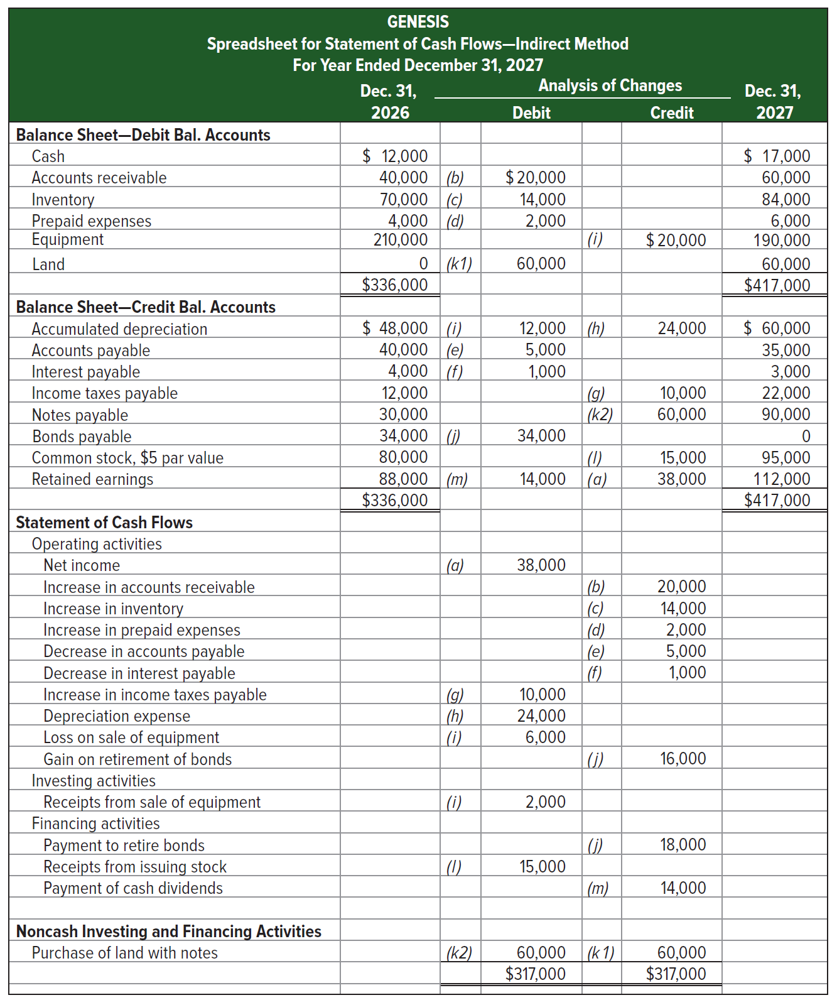 GENESIS
Spreadsheet for Statement of Cash Flows—Indirect Method
For Year Ended December 31, 2027
Analysis of Changes
Dec. 31, 2026 Debit Credit Dec. 31, 2027
Balance Sheet—Debit Bal. Accounts
Cash $ 12,000 $ 17,000
Accounts receivable 40,000 (b) $ 20,000 60,000
Inventory 70,000 (c) 14,000 84,000
Prepaid expenses 4,000 (d) 2,000 6,000
Equipment 210,000 (i) $ 20,000 190,000
Land 0 (k1) 60,000 60,000
$336,000 $417,000
Balance Sheet—Credit Bal. Accounts
Accumulated depreciation $ 48,000 (i) 12,000 (h) 24,000 $ 60,000
Accounts payable 40,000 (e) 5,000 35,000
Interest payable 4,000 (f) 1,000 3,000
Income taxes payable 12,000 (g) 10,000 22,000
Notes payable 30,000 (k2) 60,000 90,000
Bonds payable 34,000 (j) 34,000 0
Common stock, $5 par value 80,000 (l) 15,000 95,000
Retained earnings 88,000 (m) 14,000 (a) 38,000 112,000
$336,000 $417,000
Statement of Cash Flows
Operating activities
Net income (a) 38,000
Increase in accounts receivable (b) 20,000
Increase in inventory (c) 14,000
Increase in prepaid expenses (d) 2,000
Decrease in accounts payable (e) 5,000
Decrease in interest payable (f) 1,000
Increase in income taxes payable (g) 10,000
Depreciation expense (h) 24,000
Loss on sale of equipment (i) 6,000
Gain on retirement of bonds (j) 16,000
Investing activities
Receipts from sale of equipment (i) 2,000
Financing activities
Payment to retire bonds (j) 18,000
Receipts from issuing stock (l) 15,000
Payment of cash dividends (m) 14,000
Noncash Investing and Financing Activities
Purchase of land with notes (k2) 60,000 (k1) 60,000
$317,000 $317,000